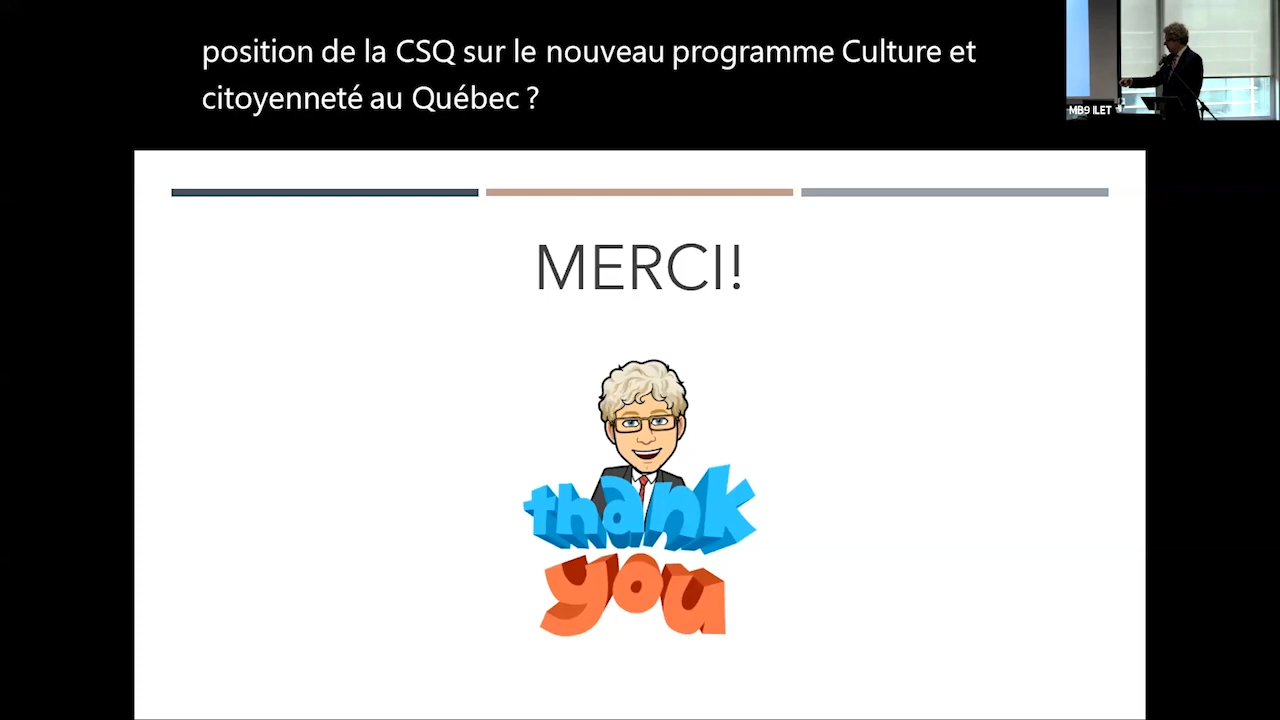 position de la CSQ sur le nouveau programme Culture et
citoyenneté au Québec ?
MB9 ILET
MERCI!
thank
you